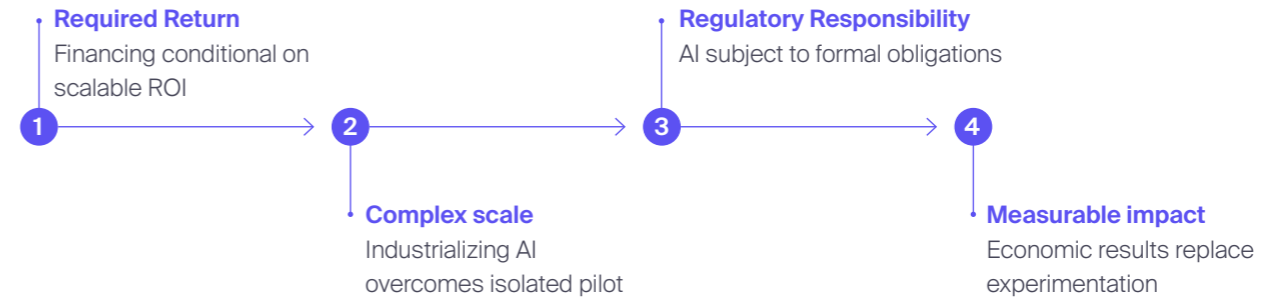 1
Required Return
Financing conditional on
scalable ROI
2
Complex scale
Industrializing AI
overcomes isolated pilot
3
Regulatory Responsibility
AI subject to formal obligations
4
Measurable impact
Economic results replace
experimentation